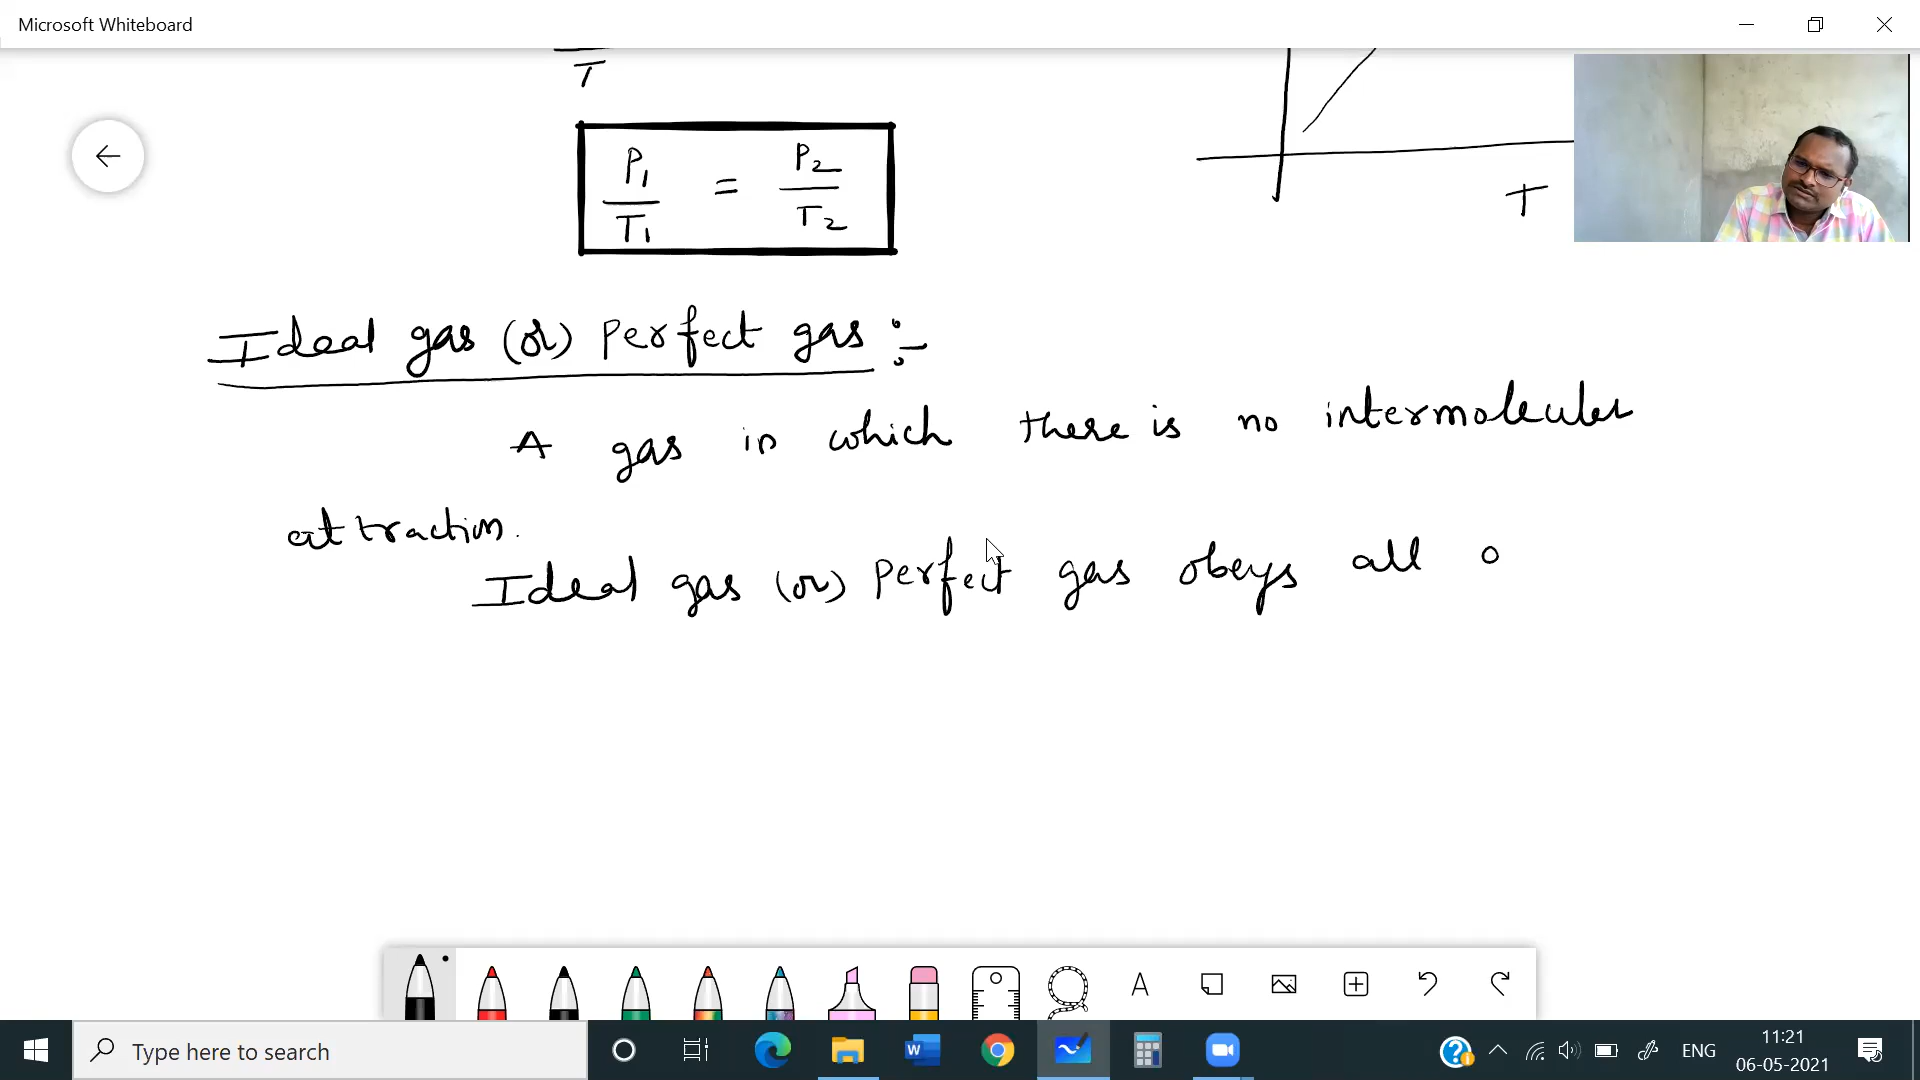 Microsoft Whiteboard
T
P1/T1 = P2/T2
T
Ideal gas (or) perfect gas :-
A gas in which there is no intermolecular
attraction.
Ideal gas (or) perfect gas obeys all o
A
Type here to search
ENG
11:21
06-05-2021